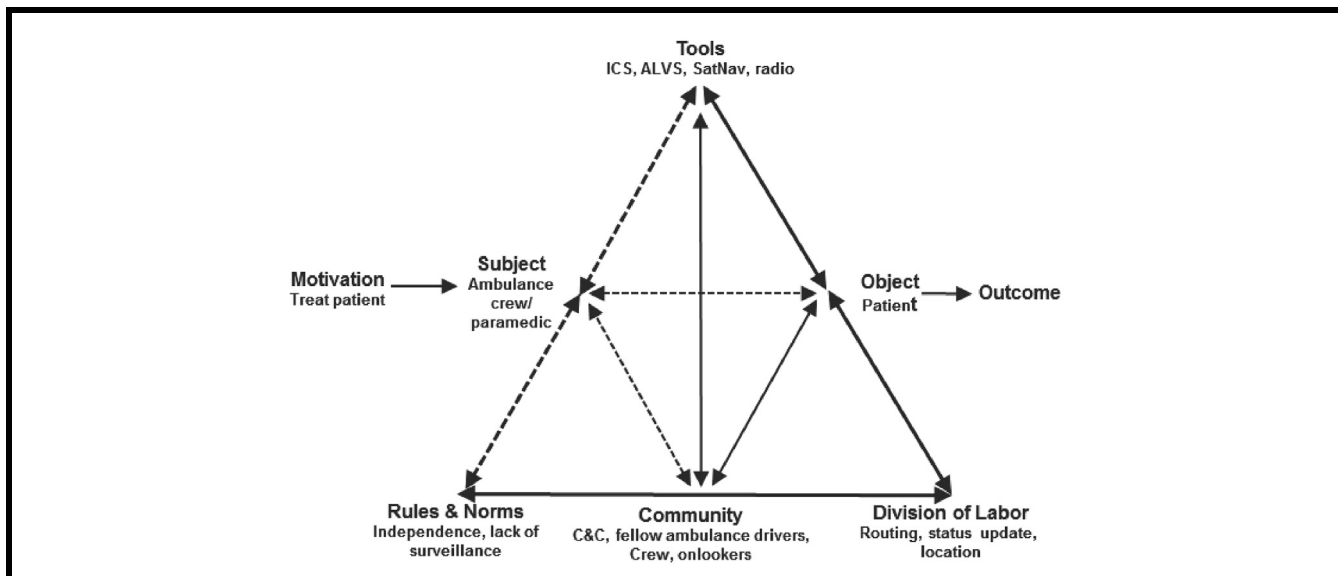 Tools
ICS, ALVS, SatNav, radio
Motivation
Treat patient
Subject
Ambulance
crew/
paramedic
Object
Patient
Outcome
Rules & Norms
Independence, lack of
surveillance
Community
C&C, fellow ambulance drivers,
Crew, onlookers
Division of Labor
Routing, status update,
location